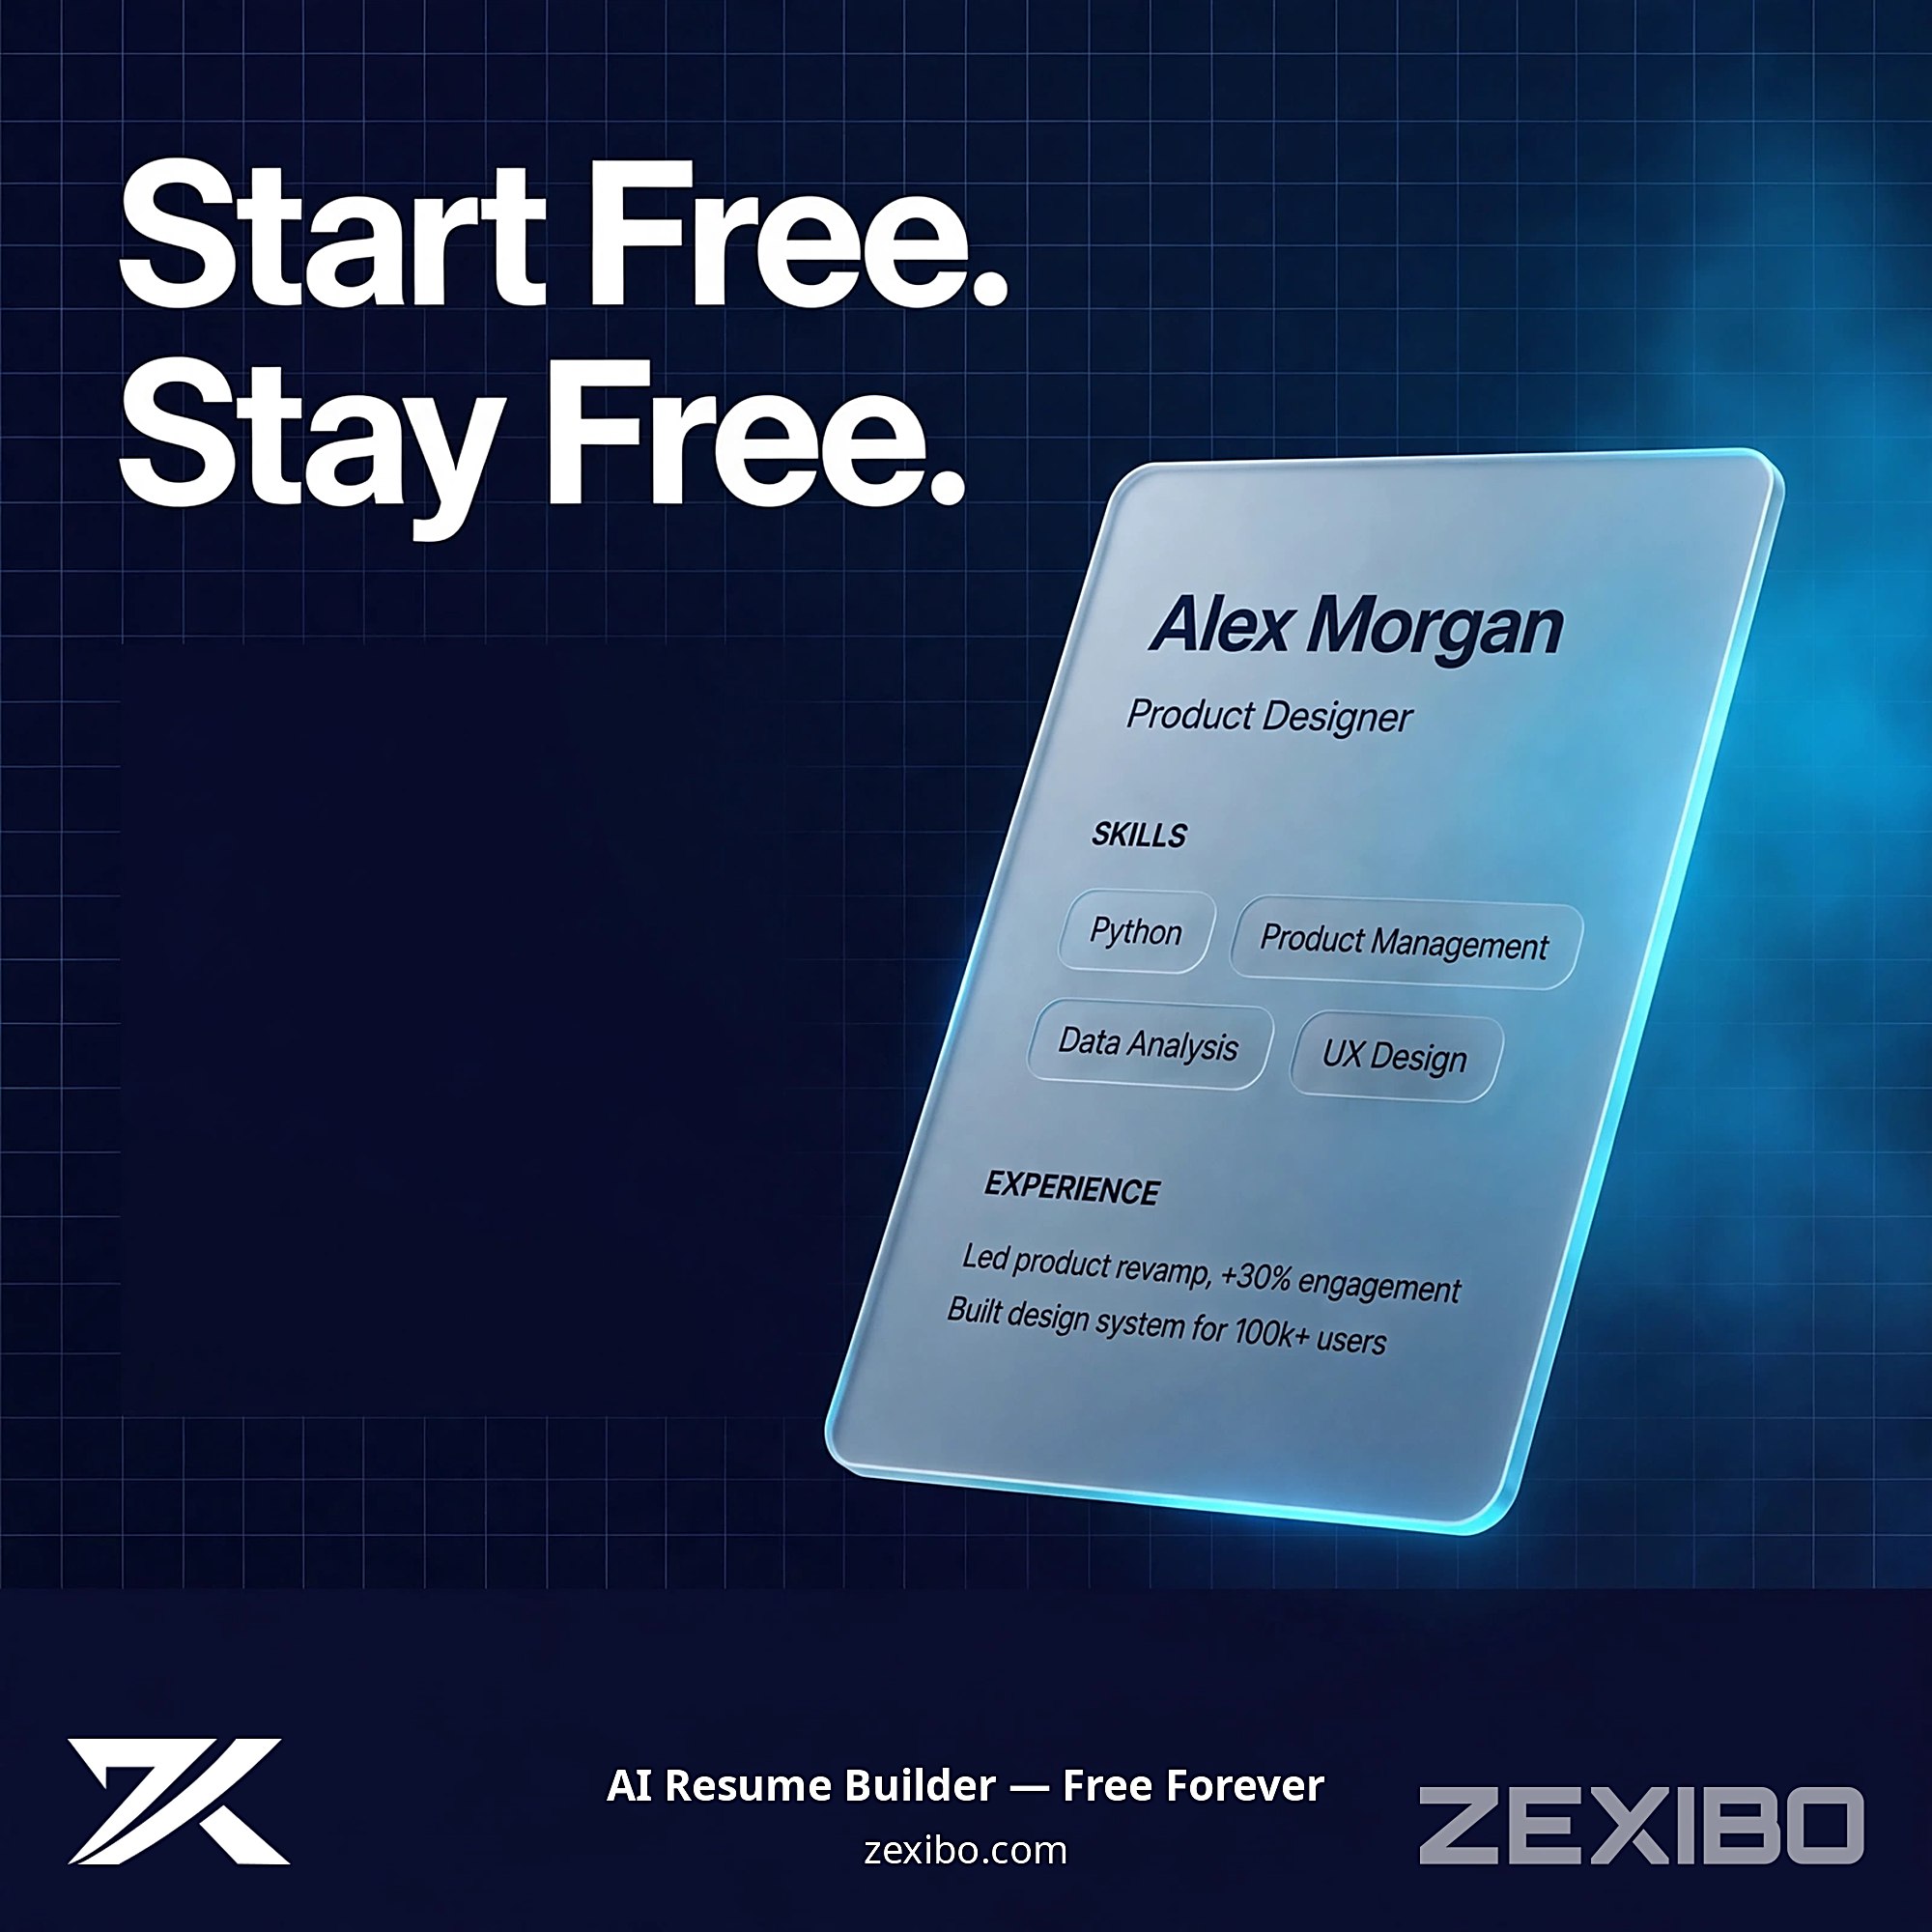 Start Free.
Stay Free.
Alex Morgan
Product Designer
SKILLS
Python
Product Management
Data Analysis
UX Design
EXPERIENCE
Led product revamp, +30% engagement
Built design system for 100k+ users
AI Resume Builder — Free Forever
zexibo.com
ZEXIBO